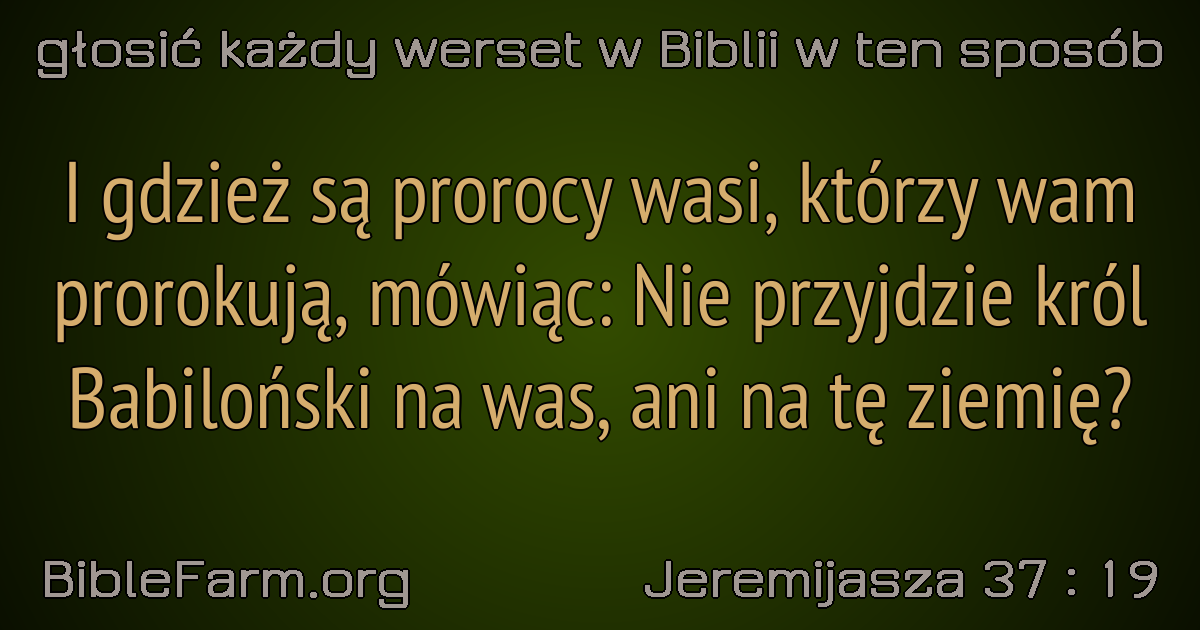 głosić każdy werset w Biblii w ten sposób
I gdzież są prorocy wasi, którzy wam
prorokują, mówiąc: Nie przyjdzie król
Babiloński na was, ani na tę ziemię?
BibleFarm.org
Jeremijasza 37 : 19